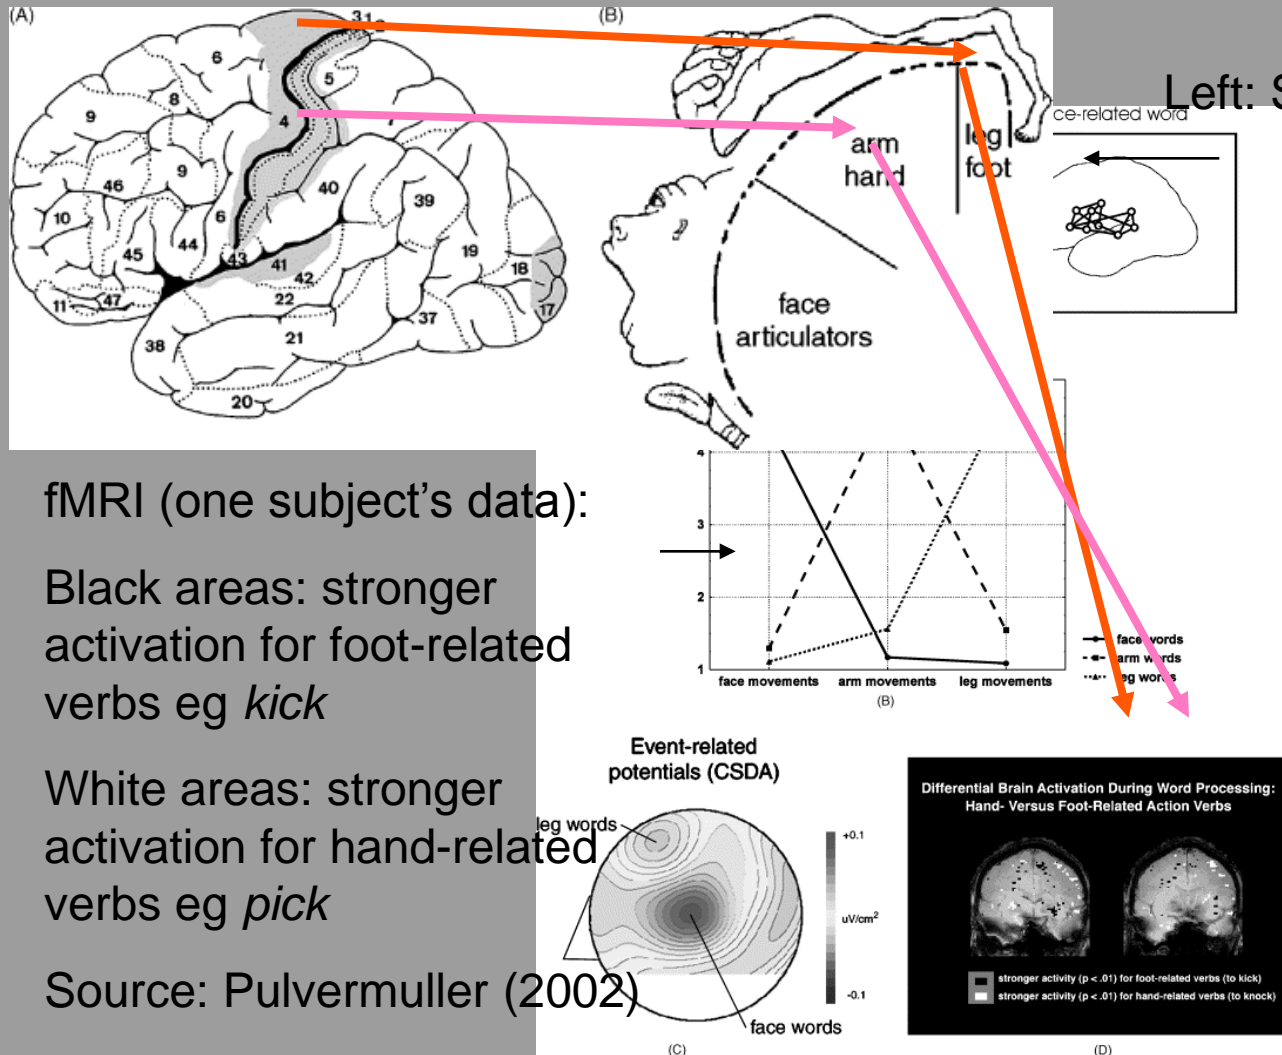 (A)
(B)
3
1
2
6
5
8
9
4
7
46
9
40
10
6
39
45
44
43
41
19
18
42
11
47
22
17
37
21
38
20
arm
hand
leg
foot
face
articulators
Left: S
ce-related word
4
3
2
1
face movements
arm movements
leg movements
(B)
face words
arm words
leg words
fMRI (one subject's data):
Black areas: stronger
activation for foot-related
verbs eg kick
White areas: stronger
activation for hand-related
verbs eg pick
Source: Pulvermuller (2002)
Event-related
potentials (CSDA)
leg words
+0.1
uV/cm²
-0.1
face words
(C)
Differential Brain Activation During Word Processing:
Hand- Versus Foot-Related Action Verbs
stronger activity (p < .01) for foot-related verbs (to kick)
stronger activity (p < .01) for hand-related verbs (to knock)
(D)